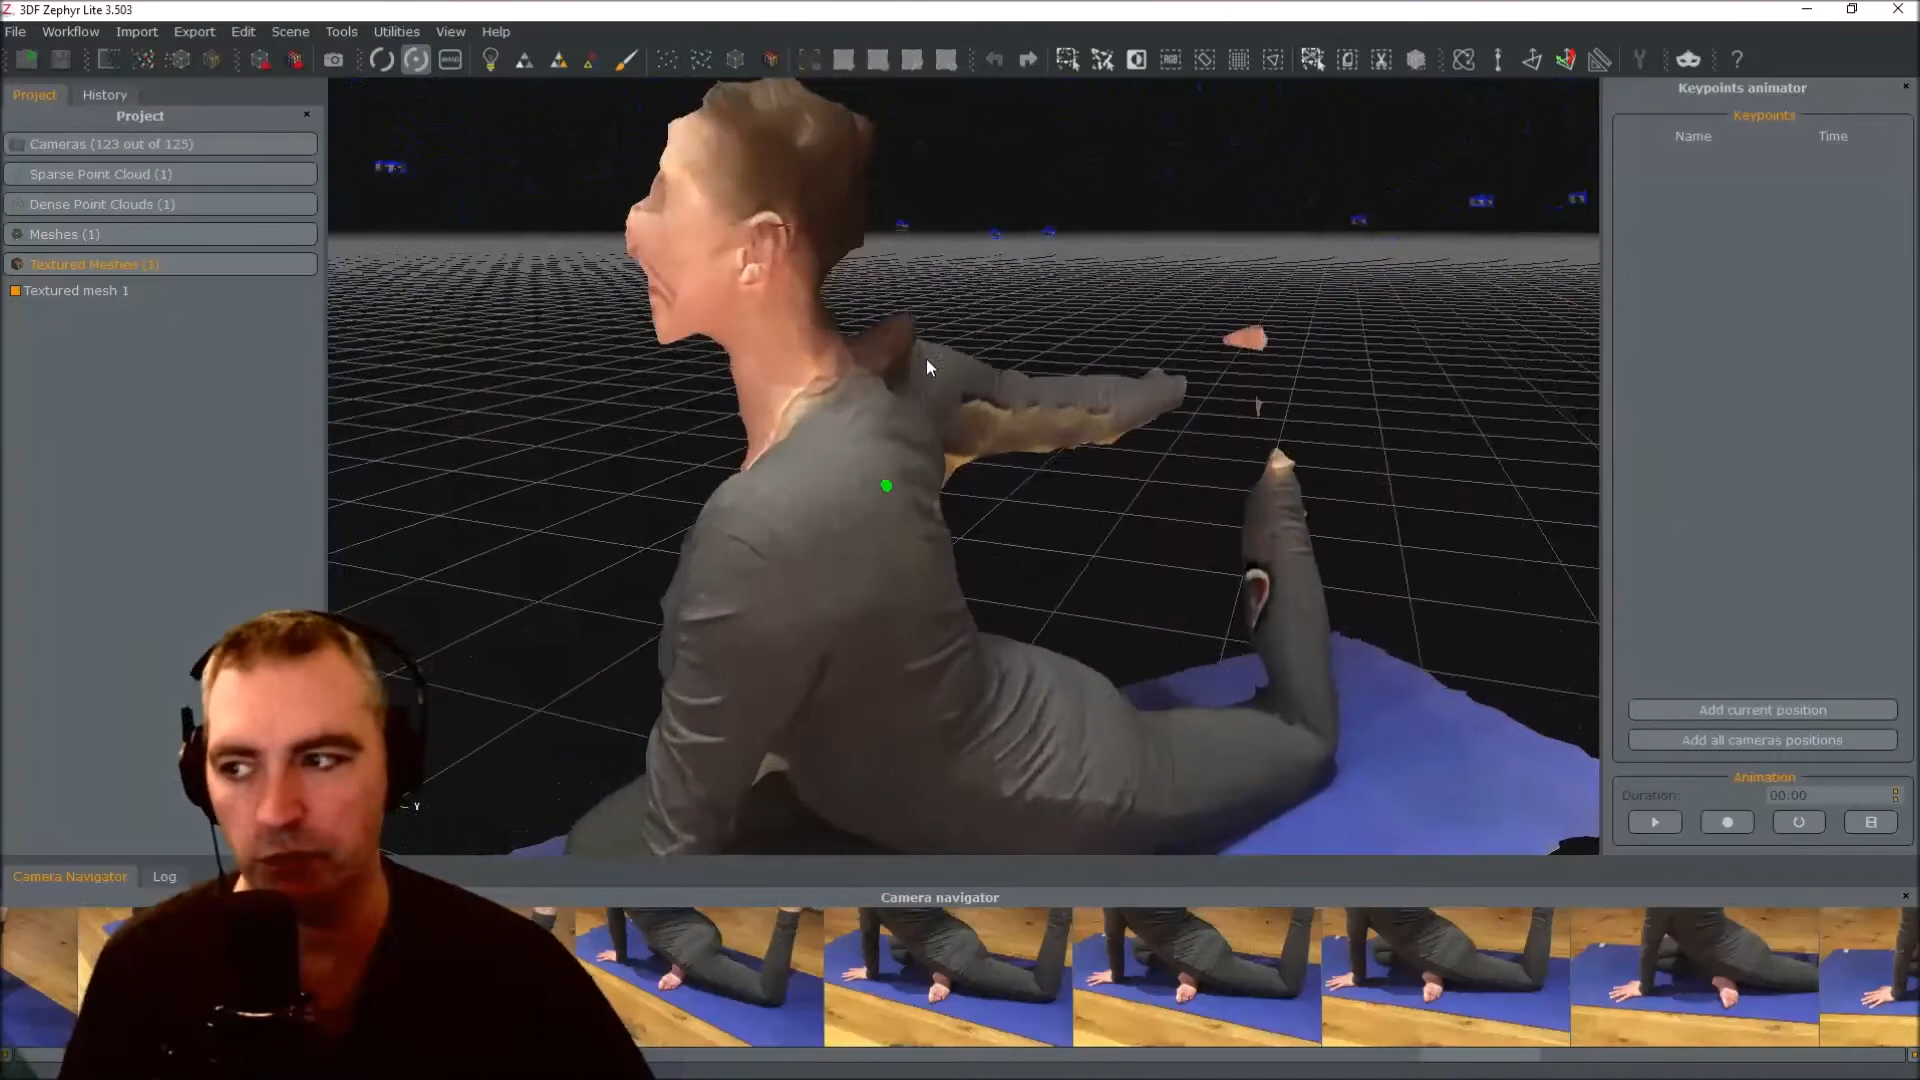 3DF Zephyr Lite 3.503
File Workflow Import Export Edit Scene Tools Utilities View Help
Project History
Project
Cameras (123 out of 125)
Sparse Point Cloud (1)
Dense Point Clouds (1)
Meshes (1)
Textured Meshes (1)
Textured mesh 1
Y
Keypoints animator
Keypoints
Name Time
Add current position
Add all cameras positions
Animation
Duration: 00:00
Camera Navigator Log
Camera navigator